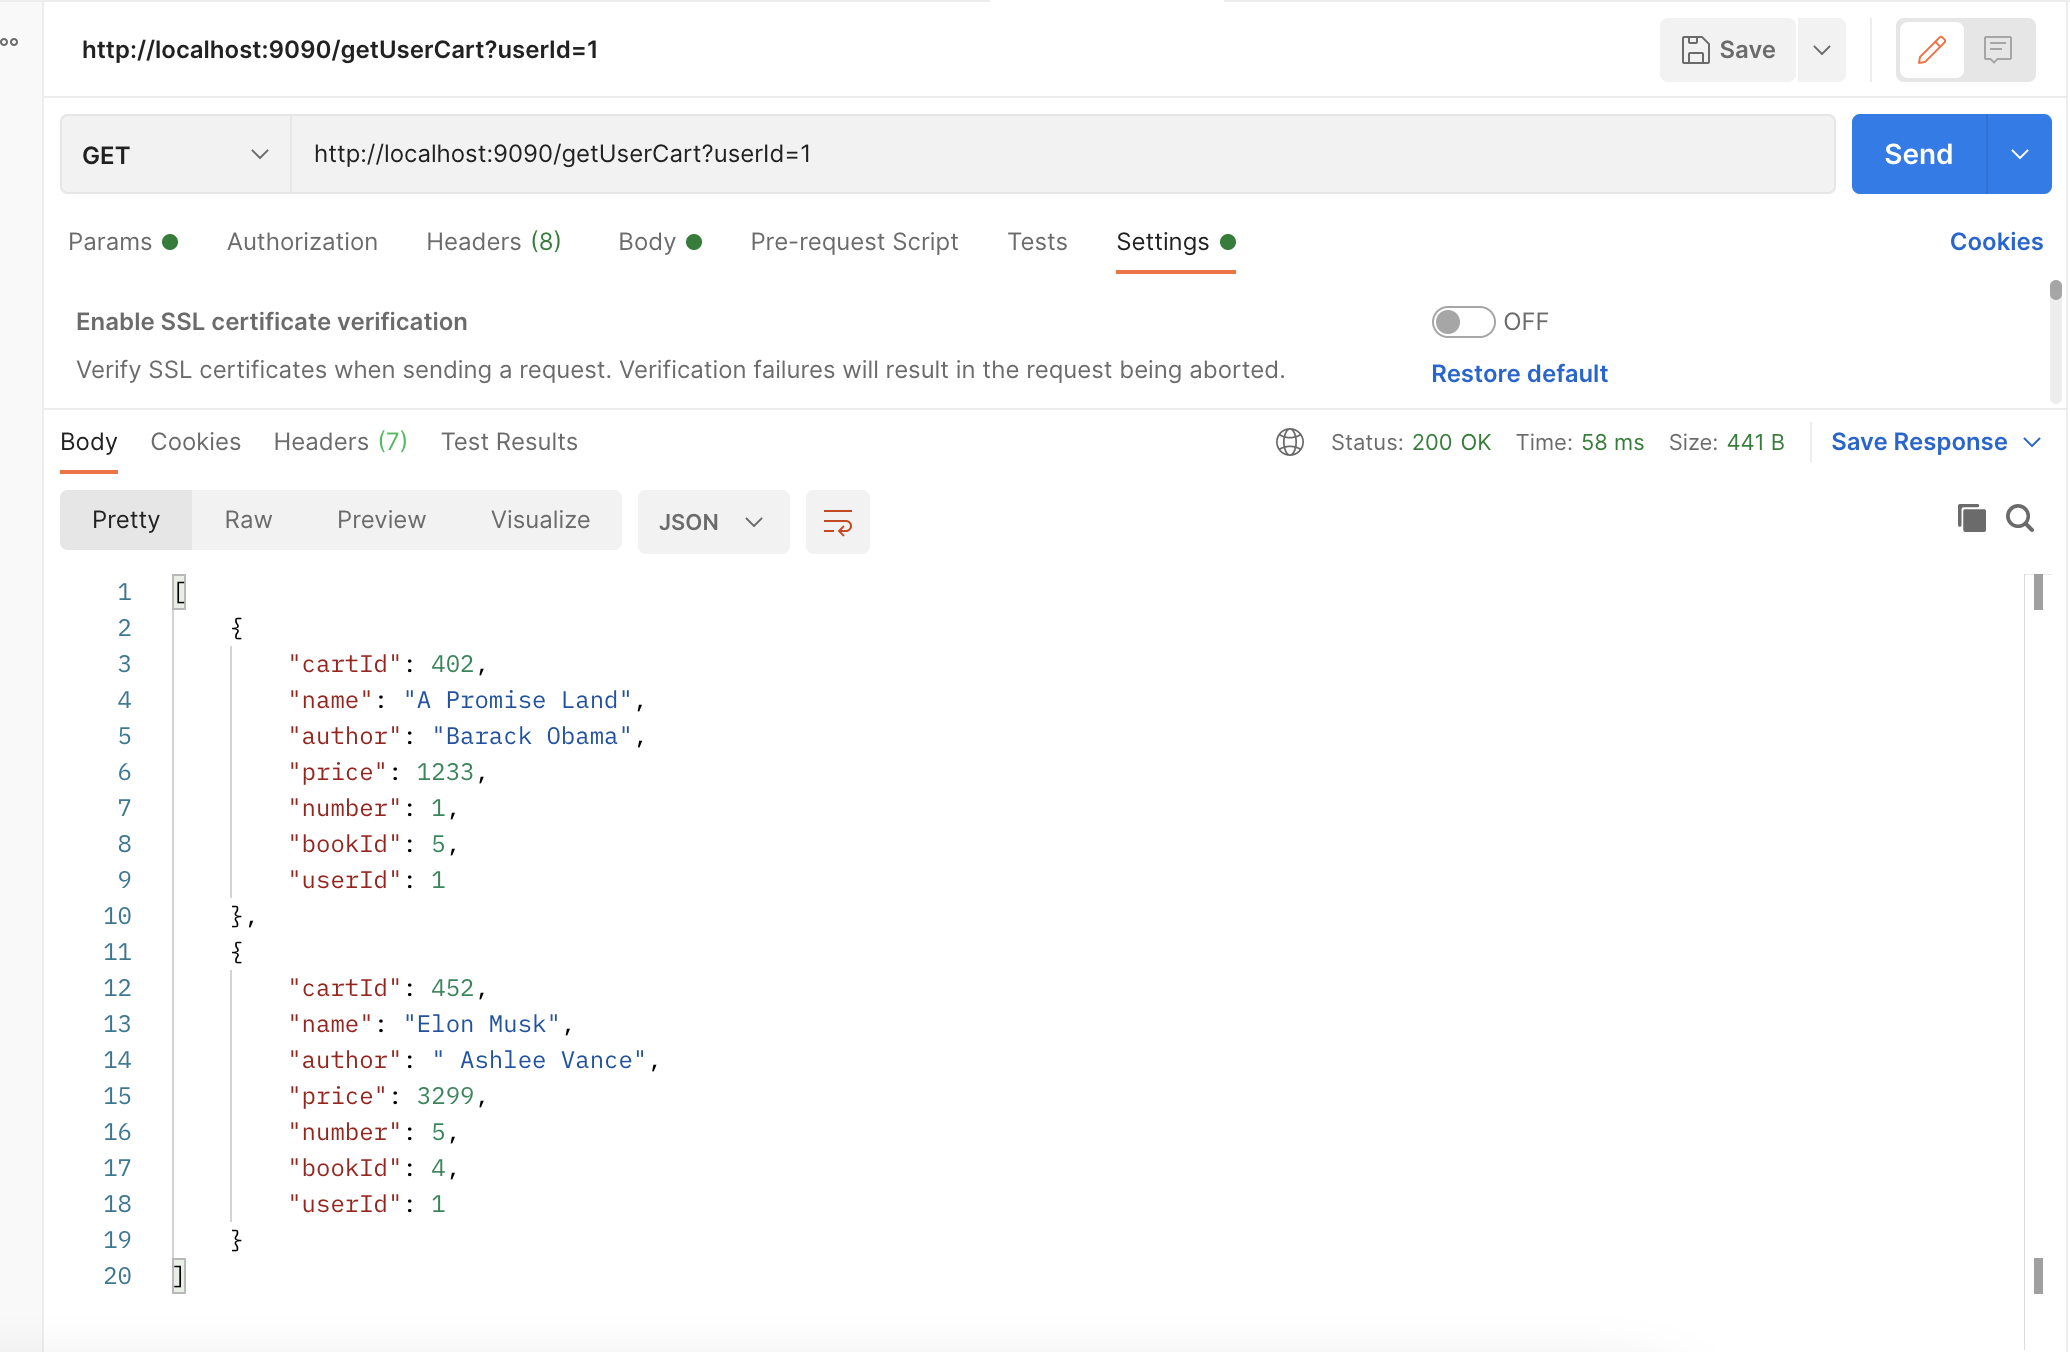 http://localhost:9090/getUserCart?userId=1
Save
GET http://localhost:9090/getUserCart?userId=1 Send
Params Authorization Headers (8) Body Pre-request Script Tests Settings Cookies
Enable SSL certificate verification OFF
Verify SSL certificates when sending a request. Verification failures will result in the request being aborted. Restore default
Body Cookies Headers (7) Test Results Status: 200 OK Time: 58 ms Size: 441 B Save Response
Pretty Raw Preview Visualize JSON
1 [
2 {
3 "cartId": 402,
4 "name": "A Promise Land",
5 "author": "Barack Obama",
6 "price": 1233,
7 "number": 1,
8 "bookId": 5,
9 "userId": 1
10 },
11 {
12 "cartId": 452,
13 "name": "Elon Musk",
14 "author": " Ashlee Vance",
15 "price": 3299,
16 "number": 5,
17 "bookId": 4,
18 "userId": 1
19 }
20 ]